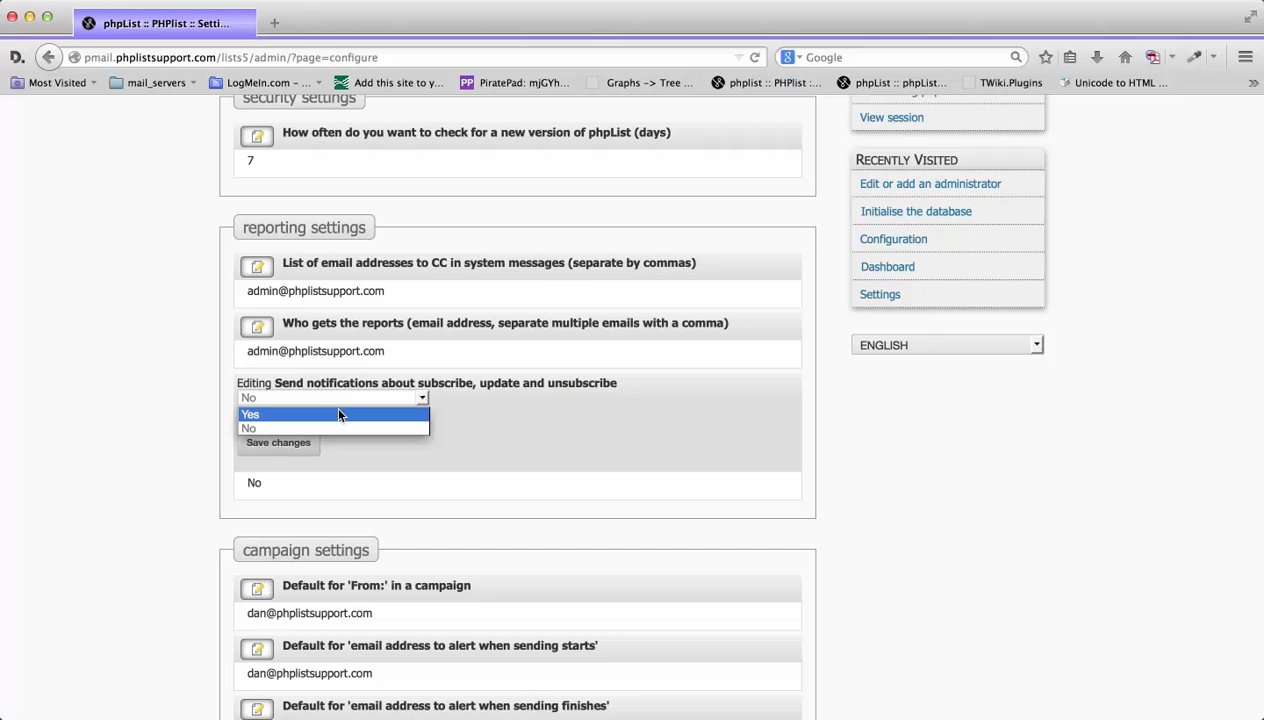 phpList :: PHPlist :: Setti...
D.
pmail.phplistsupport.com/lists5/admin/?page=configure
Google
Most Visited
mail_servers
LogMeIn.com – ...
Add this site to y...
PiratePad: mjGYh...
Graphs -> Tree ...
phplist :: PHPlist :...
phpList :: phpList...
TWiki.Plugins
Unicode to HTML ...
security settings
How often do you want to check for a new version of phpList (days)
7
reporting settings
List of email addresses to CC in system messages (separate by commas)
admin@phplistsupport.com
Who gets the reports (email address, separate multiple emails with a comma)
admin@phplistsupport.com
Editing Send notifications about subscribe, update and unsubscribe
No
Yes
No
Save changes
No
campaign settings
Default for 'From:' in a campaign
dan@phplistsupport.com
Default for 'email address to alert when sending starts'
dan@phplistsupport.com
Default for 'email address to alert when sending finishes'
View session
RECENTLY VISITED
Edit or add an administrator
Initialise the database
Configuration
Dashboard
Settings
ENGLISH